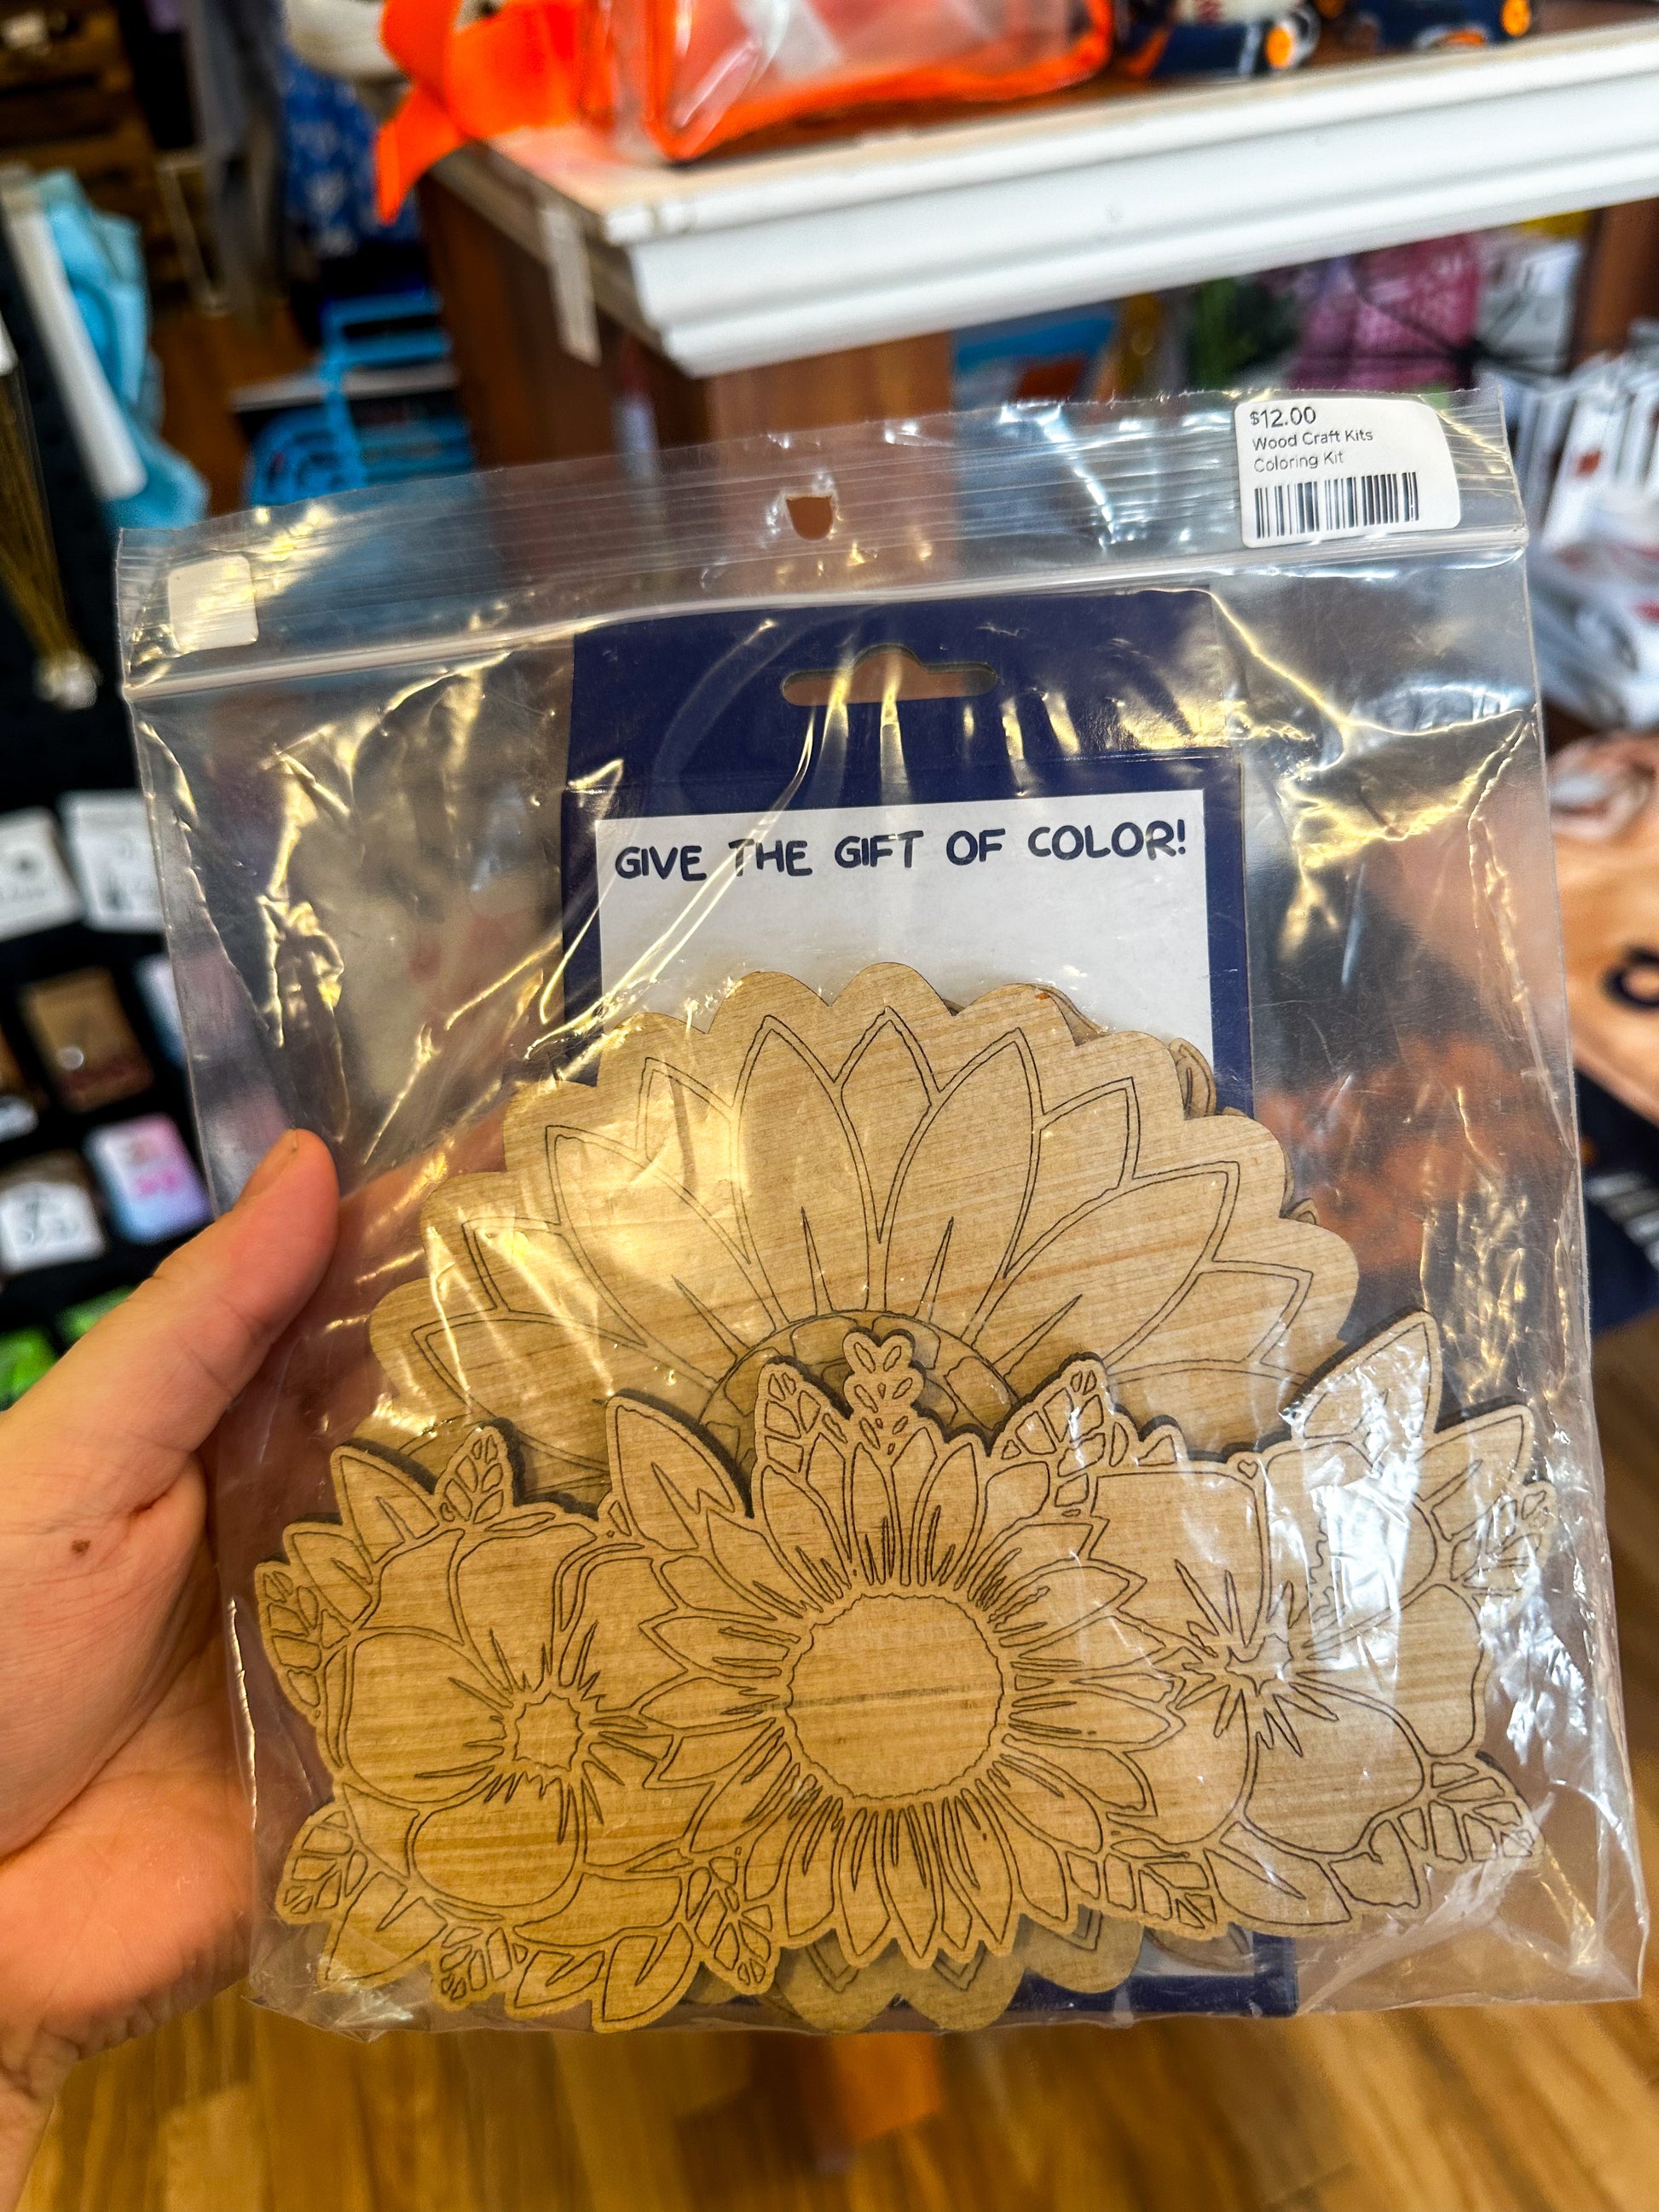 $12.00
Wood Craft Kits
Coloring Kit
GIVE THE GIFT OF COLOR!